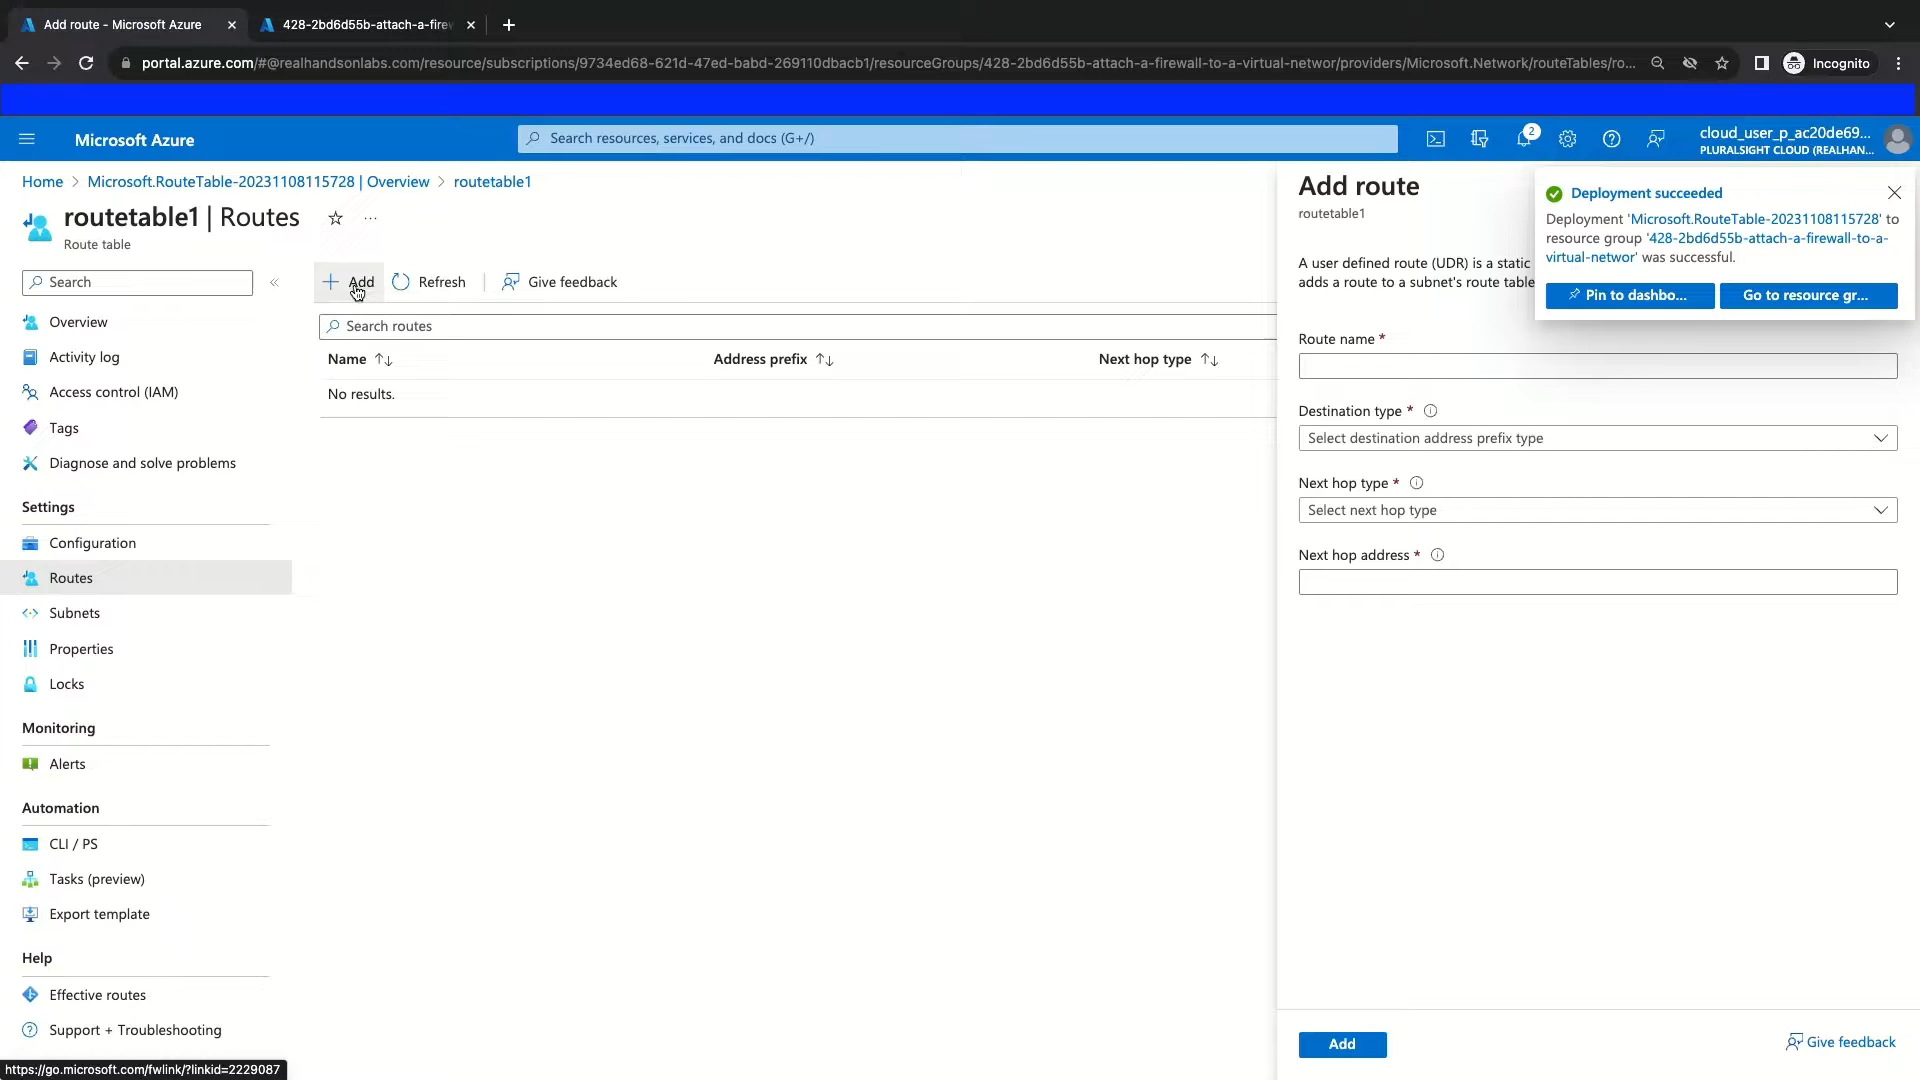 Add route - Microsoft Azure
428-2bd6d55b-attach-a-firew
portal.azure.com/#@realhandsonlabs.com/resource/subscriptions/9734ed68-621d-47ed-babd-269110dbacb1/resourceGroups/428-2bd6d55b-attach-a-firewall-to-a-virtual-networ/providers/Microsoft.Network/routeTables/ro...
Incognito
Microsoft Azure
Search resources, services, and docs (G+/)
2
cloud_user_p_ac20de69...
PLURALSIGHT CLOUD (REALHAN...
Home > Microsoft.RouteTable-20231108115728 | Overview > routetable1
routetable1 | Routes
...
Route table
Search
Overview
Activity log
Access control (IAM)
Tags
Diagnose and solve problems
Settings
Configuration
Routes
Subnets
Properties
Locks
Monitoring
Alerts
Automation
CLI / PS
Tasks (preview)
Export template
Help
Effective routes
Support + Troubleshooting
https://go.microsoft.com/fwlink/?linkid=2229087
Add
Refresh
Give feedback
Search routes
Name
Address prefix
Next hop type
No results.
Add route
routetable1
A user defined route (UDR) is a static
adds a route to a subnet's route table
Route name *
Destination type *
Select destination address prefix type
Next hop type *
Select next hop type
Next hop address *
Add
Give feedback
Deployment succeeded
Deployment 'Microsoft.RouteTable-20231108115728' to
resource group '428-2bd6d55b-attach-a-firewall-to-a-
virtual-networ' was successful.
Pin to dashbo...
Go to resource gr...